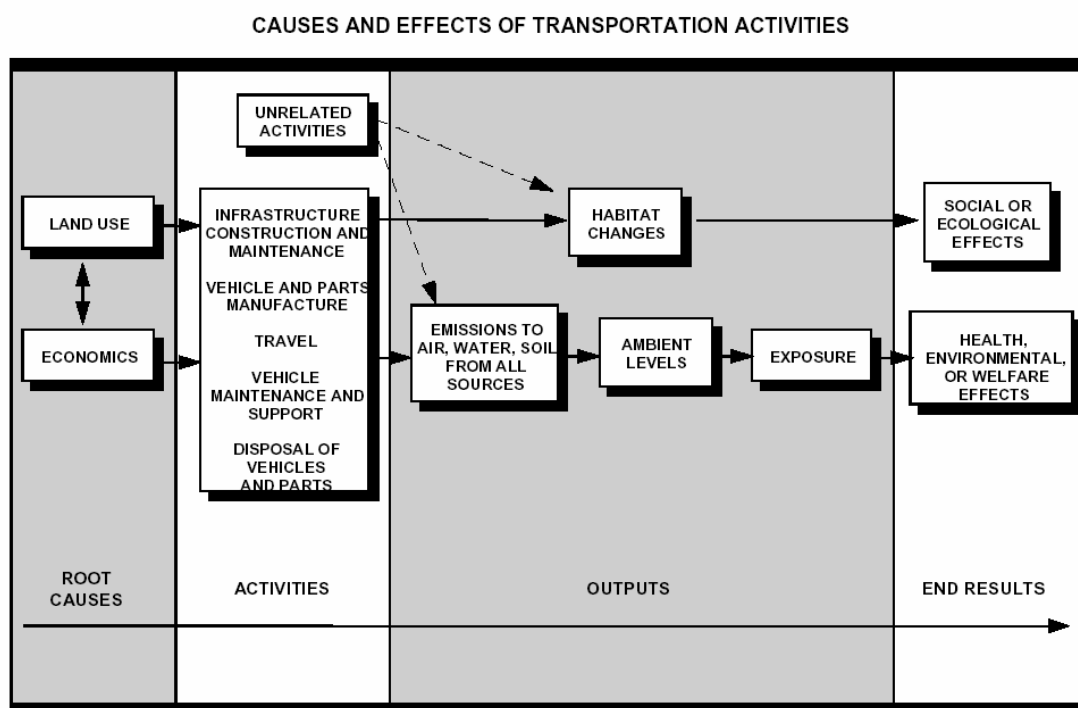 CAUSES AND EFFECTS OF TRANSPORTATION ACTIVITIES
UNRELATED
ACTIVITIES
LAND USE
ECONOMICS
INFRASTRUCTURE
CONSTRUCTION AND
MAINTENANCE
VEHICLE AND PARTS
MANUFACTURE
TRAVEL
VEHICLE
MAINTENANCE AND
SUPPORT
DISPOSAL OF
VEHICLES
AND PARTS
HABITAT
CHANGES
SOCIAL OR
ECOLOGICAL
EFFECTS
EMISSIONS TO
AIR, WATER, SOIL
FROM ALL
SOURCES
AMBIENT
LEVELS
EXPOSURE
HEALTH,
ENVIRONMENTAL,
OR WELFARE
EFFECTS
ROOT
CAUSES
ACTIVITIES
OUTPUTS
END RESULTS